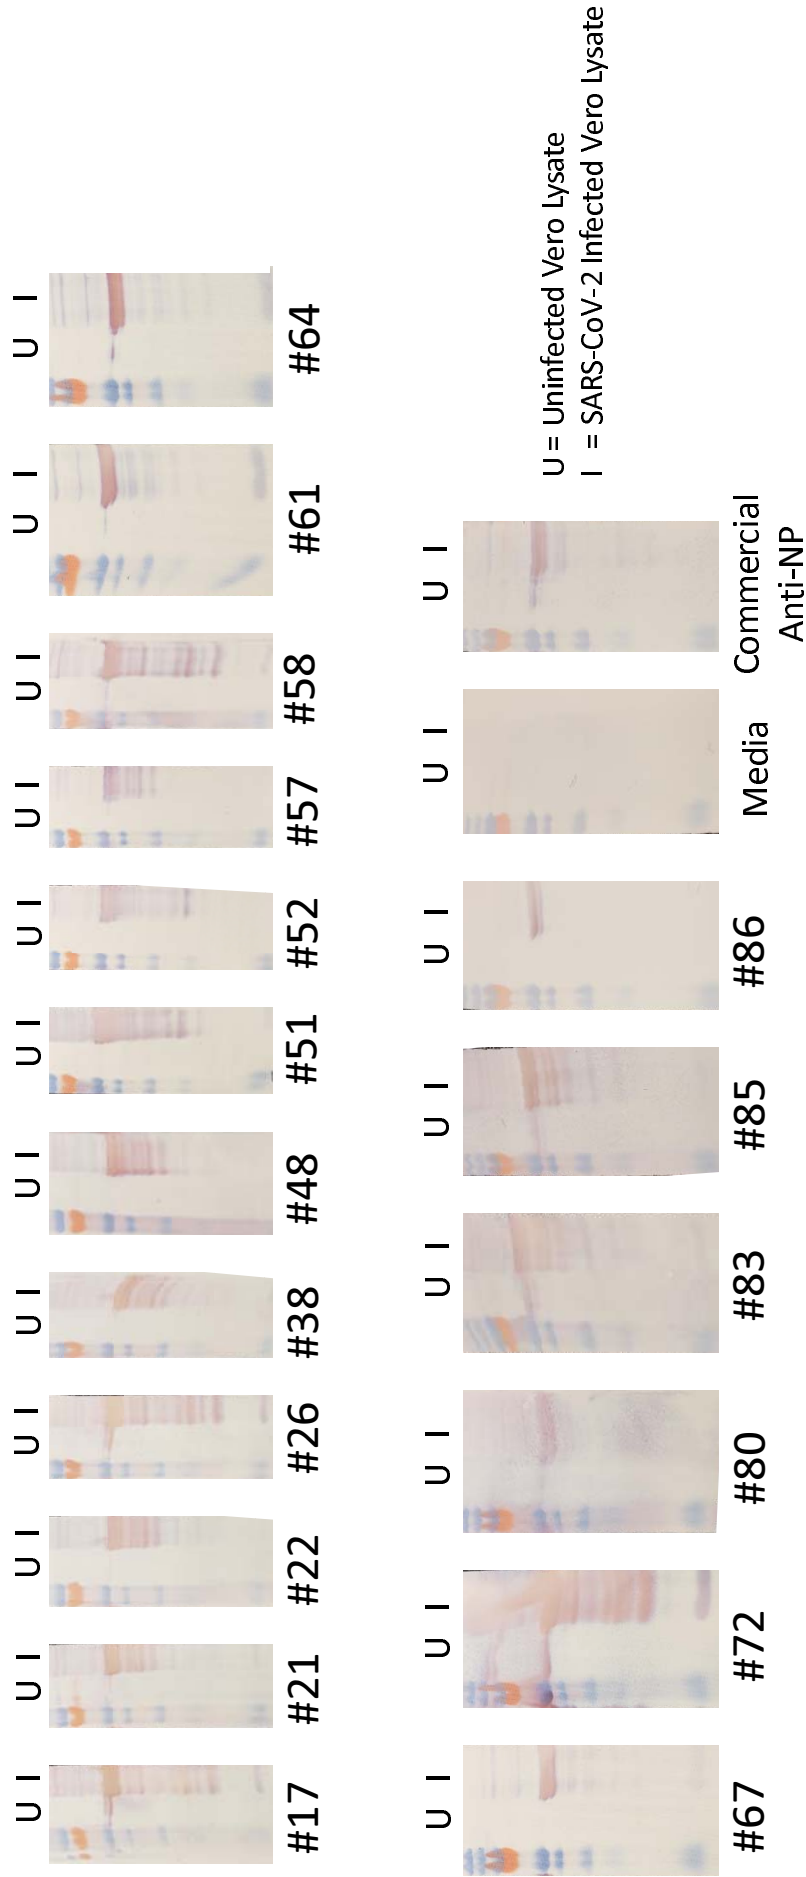 U I
U I
U I
U I
U I
U I
U I
U I
U I
U I
U I
U I
#17
#21
#22
#26
#38
#48
#51
#52
#57
#58
#61
#64
U I
U I
U I
U I
U I
U I
U I
U I
#67
#72
#80
#83
#85
#86
Media
Commercial
Anti-NP
U = Uninfected Vero Lysate
I = SARS-CoV-2 Infected Vero Lysate